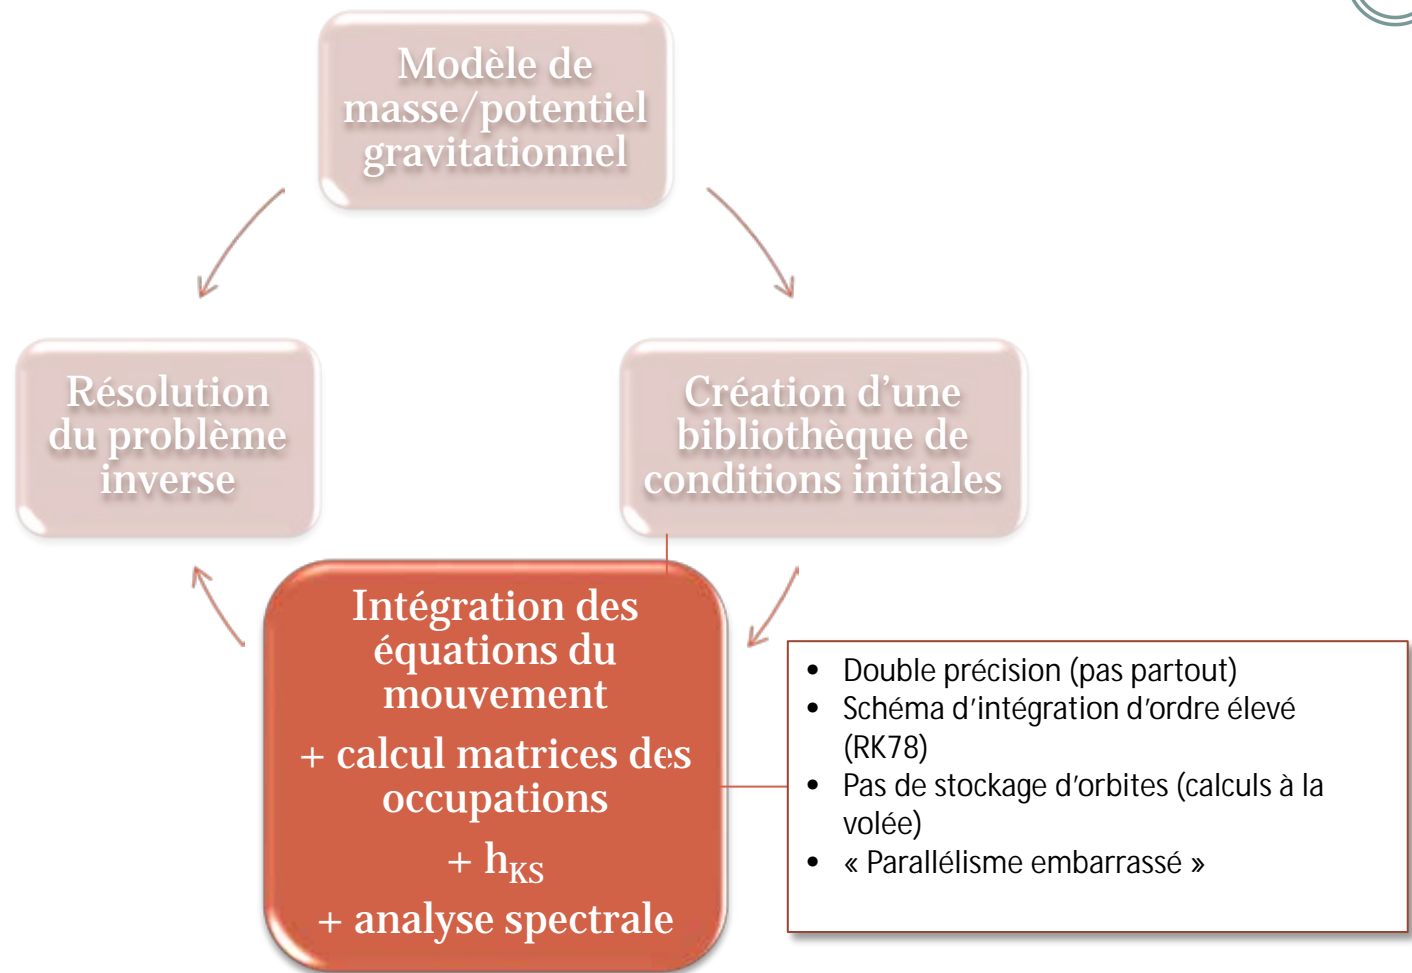 Modèle de
masse/potentiel
gravitationnel
Résolution
du problème
inverse
Création d’une
bibliothèque de
conditions initiales
Intégration des
équations du
mouvement
+ calcul matrices des
occupations
+ hKS
+ analyse spectrale
• Double précision (pas partout)
• Schéma d’intégration d’ordre élevé
(RK78)
• Pas de stockage d’orbites (calculs à la
volée)
• « Parallélisme embarrassé »